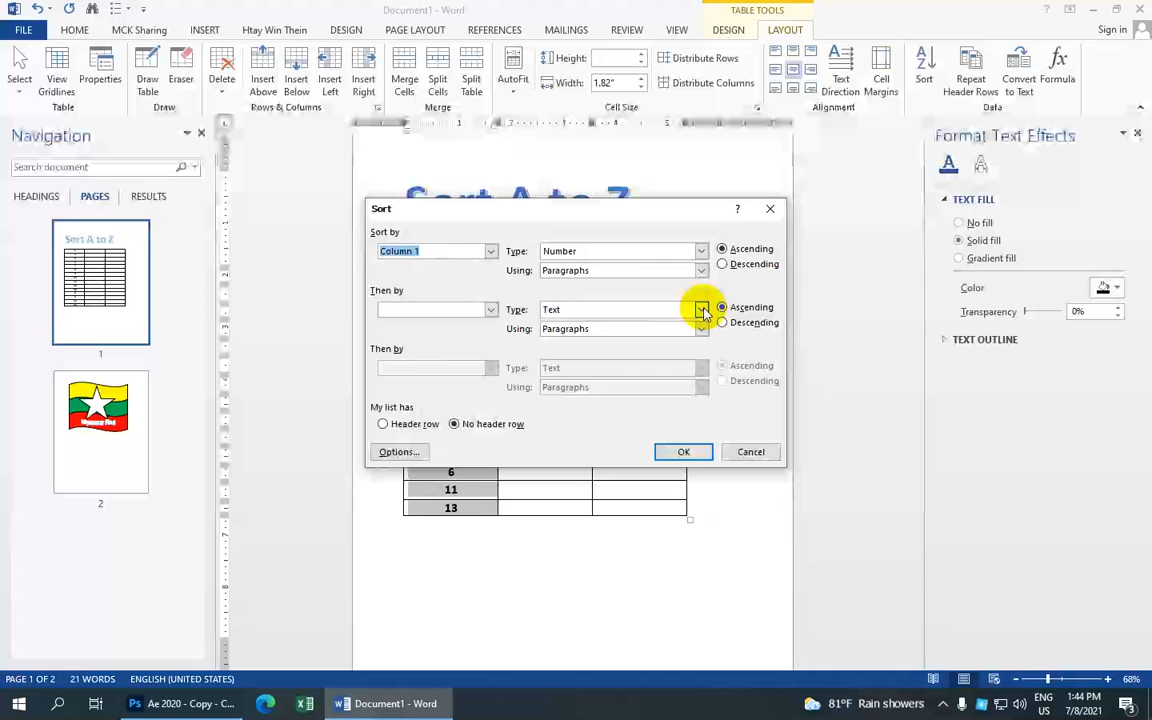 Document1 - Word
TABLE TOOLS
FILE HOME MCK Sharing INSERT Htay Win Thein DESIGN PAGE LAYOUT REFERENCES MAILINGS REVIEW VIEW DESIGN LAYOUT Sign in
Select View Gridlines Properties Draw Table Eraser Delete Insert Above Insert Below Insert Left Insert Right Merge Cells Split Cells Split Table AutoFit
Height: Distribute Rows
Width: 1.82" Distribute Columns
Text Direction Cell Margins Sort Repeat Header Rows Convert to Text Formula
Table Draw Rows & Columns Merge Cell Size Alignment Data
Navigation
Search document
HEADINGS PAGES RESULTS
Sort A to Z
1
Myanmar Flag
2
Sort A to Z
Sort
Sort by
Column 1 Type: Number Ascending
Using: Paragraphs Descending
Then by
Type: Text Ascending
Using: Paragraphs Descending
Then by
Type: Text Ascending
Using: Paragraphs Descending
My list has
Header row No header row
Options... OK Cancel
6
11
13
Format Text Effects
TEXT FILL
No fill
Solid fill
Gradient fill
Color
Transparency 0%
TEXT OUTLINE
PAGE 1 OF 2 21 WORDS ENGLISH (UNITED STATES) 68%
Ae 2020 - Copy - C... Document1 - Word 81°F Rain showers ENG US 1:44 PM 7/8/2021 3